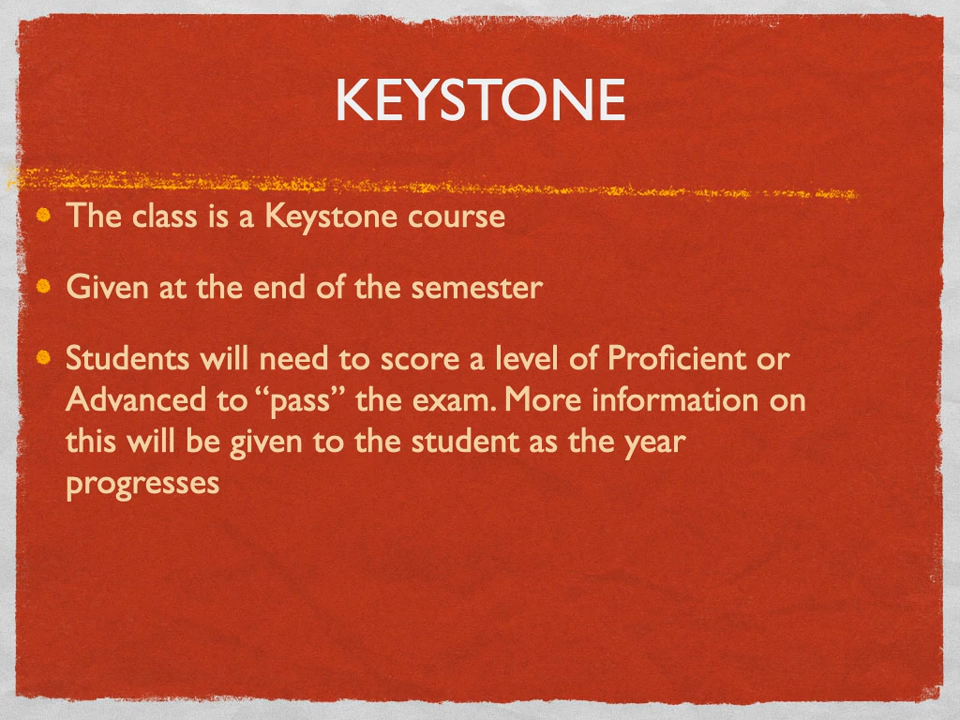 KEYSTONE
The class is a Keystone course
Given at the end of the semester
Students will need to score a level of Proficient or
Advanced to “pass” the exam. More information on
this will be given to the student as the year
progresses